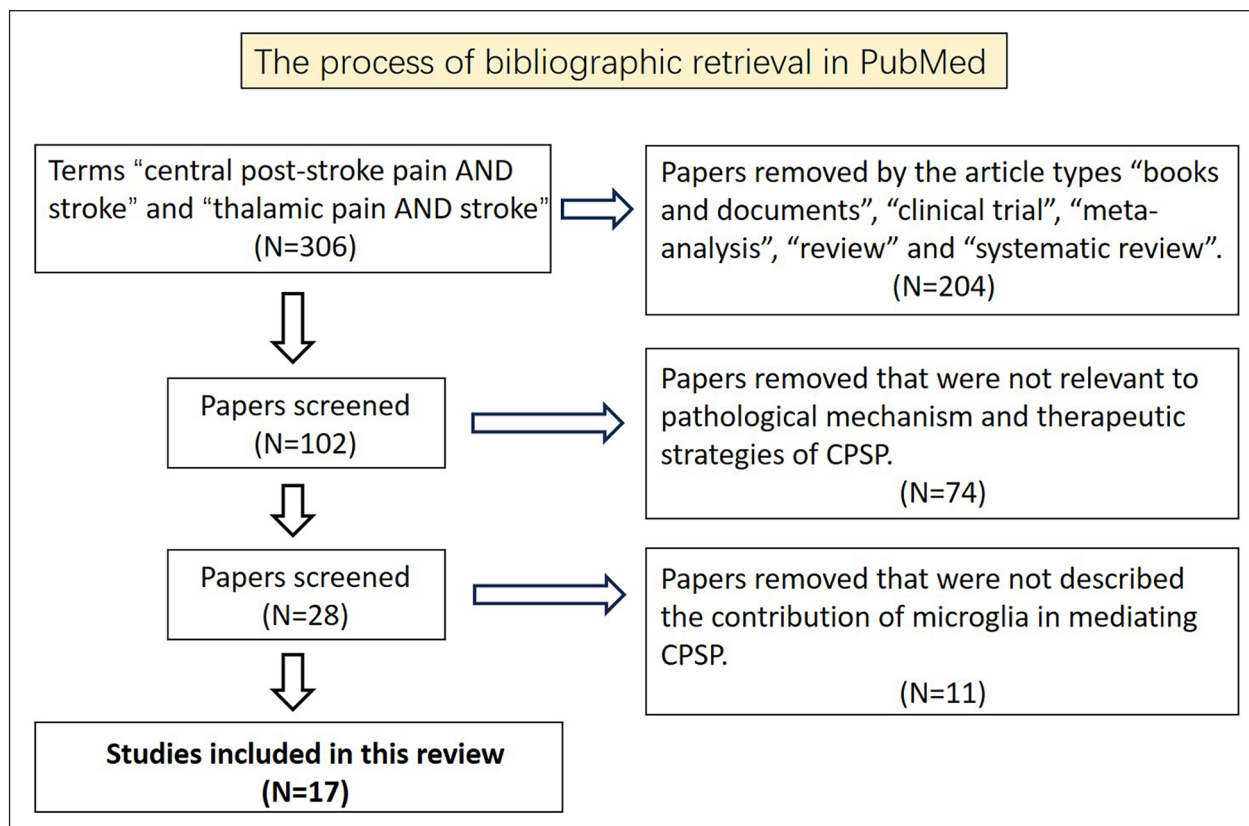 The process of bibliographic retrieval in PubMed
Terms “central post-stroke pain AND
stroke” and “thalamic pain AND stroke”
(N=306)
Papers removed by the article types “books
and documents”, “clinical trial”, “meta-
analysis”, “review” and “systematic review”.
(N=204)
Papers screened
(N=102)
Papers removed that were not relevant to
pathological mechanism and therapeutic
strategies of CPSP.
(N=74)
Papers screened
(N=28)
Papers removed that were not described
the contribution of microglia in mediating
CPSP.
(N=11)
Studies included in this review
(N=17)